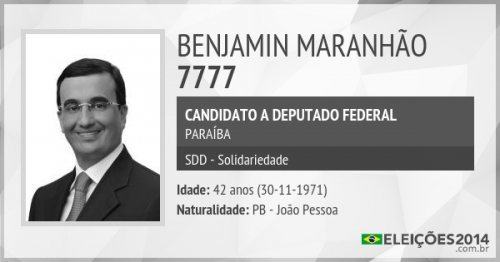 BENJAMIN MARANHÃO
7777
CANDIDATO A DEPUTADO FEDERAL
PARAÍBA
SDD - Solidariedade
Idade: 42 anos (30-11-1971)
Naturalidade: PB - João Pessoa
ELEIÇÕES2014
.com.br